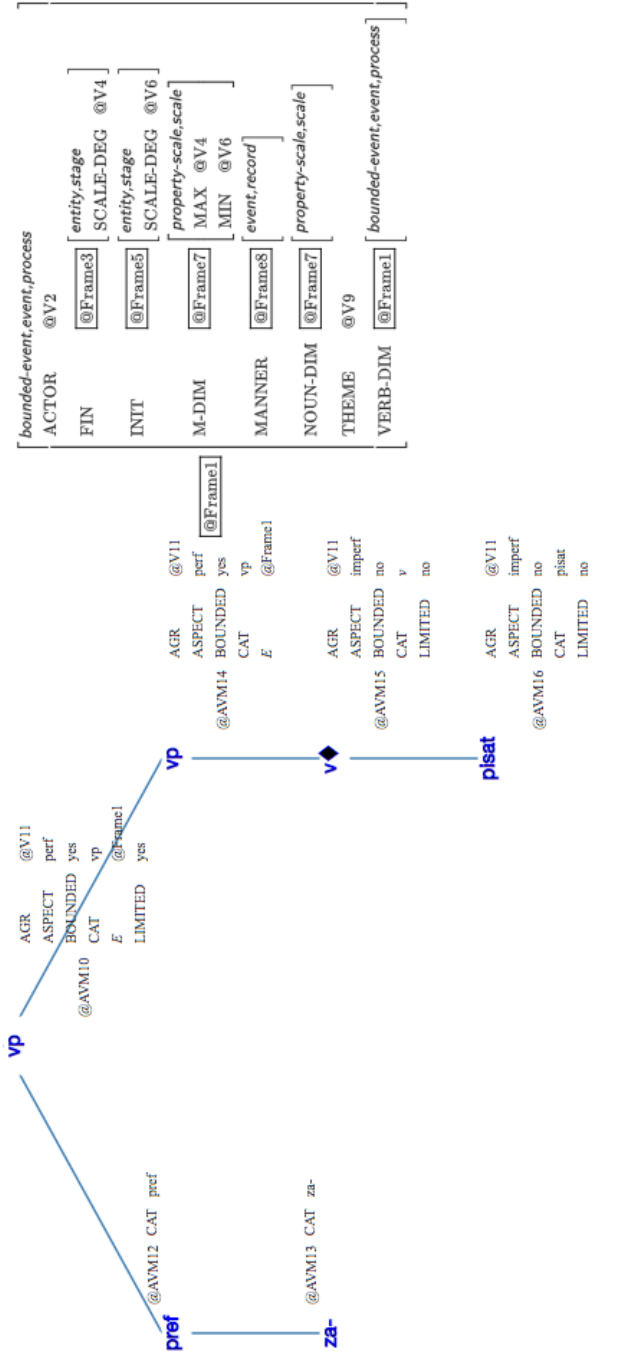 vp
@AVM10
AGR @V11
ASPECT perf
BOUNDED yes
CAT vp
E @Frame1
LIMITED yes
pref
@AVM12 CAT pref
vp
@AVM14
AGR @V11
ASPECT perf
BOUNDED yes
CAT vp
E @Frame1
za-
@AVM13 CAT za-
v
@AVM15
AGR @V11
ASPECT imperf
BOUNDED no
CAT v
LIMITED no
pisat
@AVM16
AGR @V11
ASPECT imperf
BOUNDED no
CAT pisat
LIMITED no
@Frame1
bounded-event,event,process
ACTOR @V2
FIN @Frame3 entity,stage
SCALE-DEG @V4
INIT @Frame5 entity,stage
SCALE-DEG @V6
M-DIM @Frame7 property-scale,scale
MAX @V4
MIN @V6
MANNER @Frame8 event,record
NOUN-DIM @Frame7 property-scale,scale
THEME @V9
VERB-DIM @Frame1 bounded-event,event,process